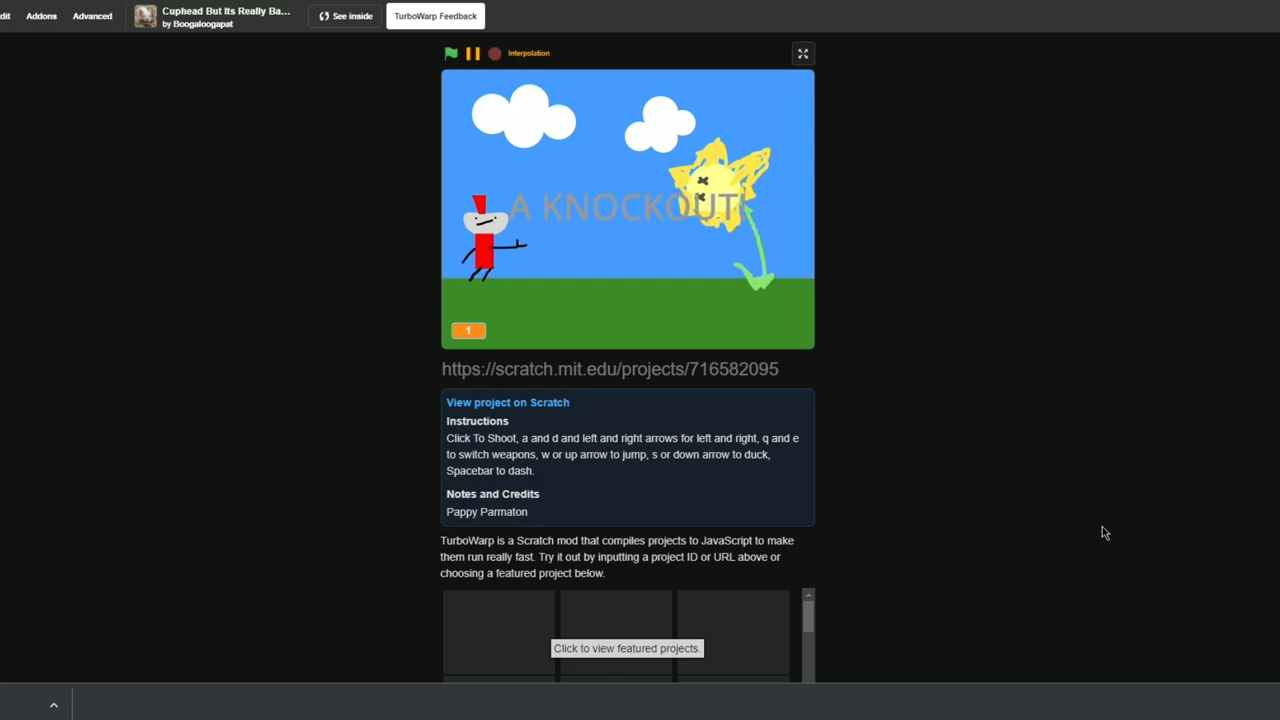 dit Addons Advanced Cuphead But Its Really Ba... See inside TurboWarp Feedback
by Boogaloogapat
Interpolation
A KNOCKOUT!
1
https://scratch.mit.edu/projects/716582095
View project on Scratch
Instructions
Click To Shoot, a and d and left and right arrows for left and right, q and e
to switch weapons, w or up arrow to jump, s or down arrow to duck,
Spacebar to dash.
Notes and Credits
Pappy Parmaton
TurboWarp is a Scratch mod that compiles projects to JavaScript to make
them run really fast. Try it out by inputting a project ID or URL above or
choosing a featured project below.
Click to view featured projects.